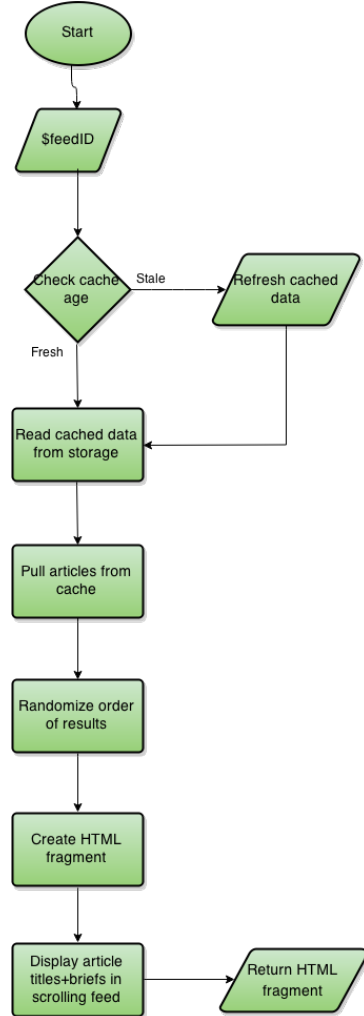 Start
$feedID
Check cache
age
Stale
Refresh cached
data
Fresh
Read cached data
from storage
Pull articles from
cache
Randomize order
of results
Create HTML
fragment
Display article
titles+briefs in
scrolling feed
Return HTML
fragment